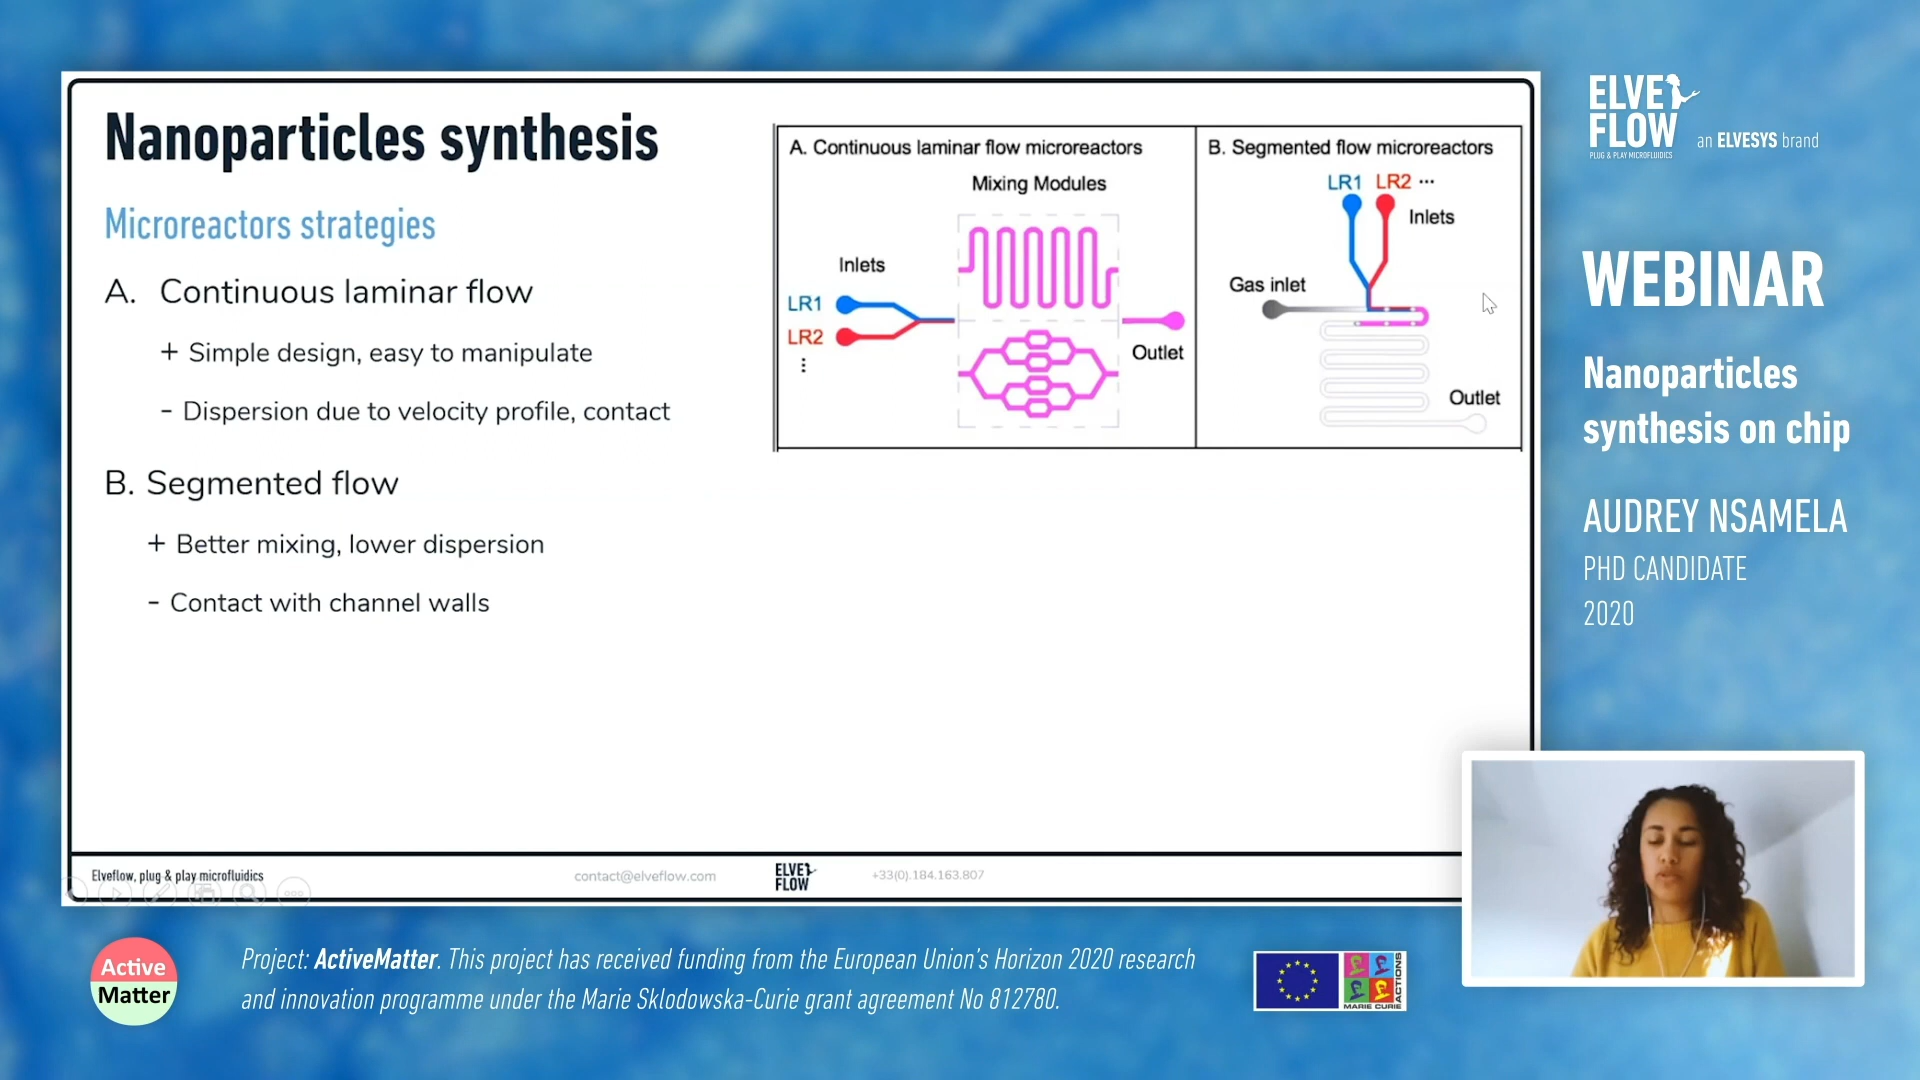 Nanoparticles synthesis
Microreactors strategies
A. Continuous laminar flow
+ Simple design, easy to manipulate
- Dispersion due to velocity profile, contact
B. Segmented flow
+ Better mixing, lower dispersion
- Contact with channel walls
A. Continuous laminar flow microreactors
Mixing Modules
Inlets
LR1
LR2
⋮
Outlet
B. Segmented flow microreactors
LR1 LR2 ···
Inlets
Gas inlet
Outlet
Elveflow, plug & play microfluidics
contact@elveflow.com
ELVE
FLOW
+33(0).184.163.807
ELVE
FLOW
PLUG & PLAY MICROFLUIDICS
an ELVESYS brand
WEBINAR
Nanoparticles
synthesis on chip
AUDREY NSAMELA
PHD CANDIDATE
2020
Active
Matter
Project: ActiveMatter. This project has received funding from the European Union's Horizon 2020 research
and innovation programme under the Marie Sklodowska-Curie grant agreement No 812780.
MARIE CURIE
ACTIONS